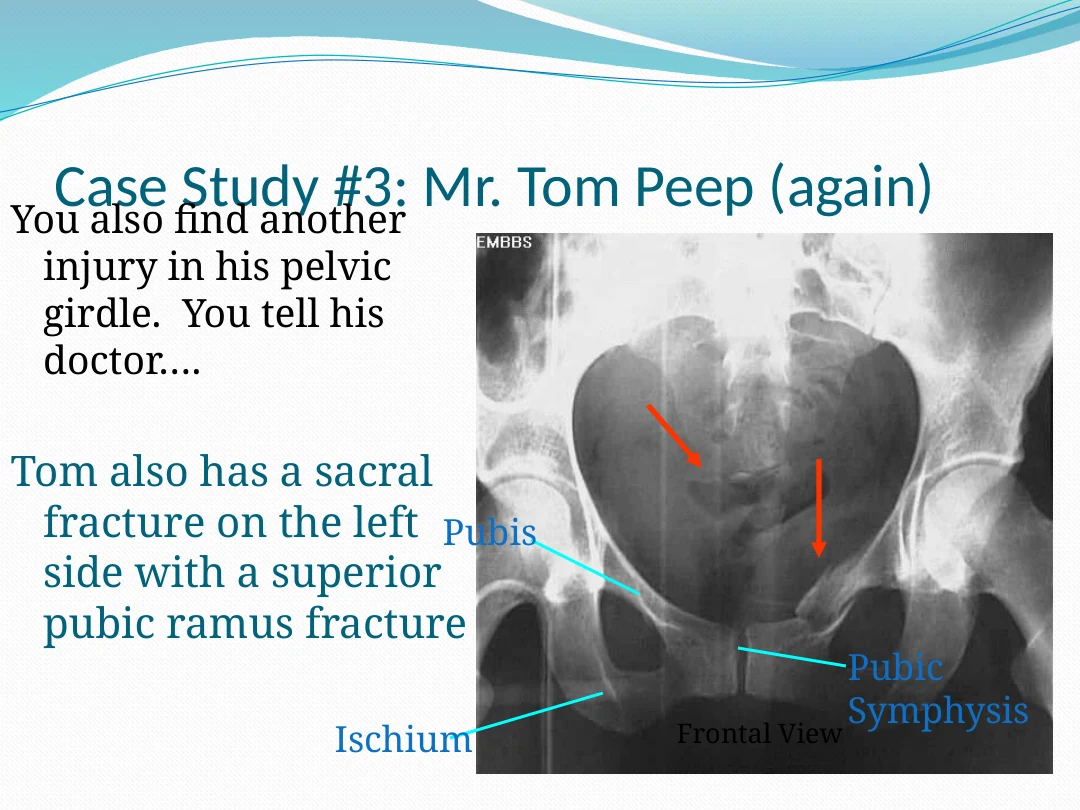 Case Study #3: Mr. Tom Peep (again)
You also find another
injury in his pelvic
girdle.  You tell his
doctor….
Tom also has a sacral
fracture on the left
side with a superior
pubic ramus fracture
EMBBS
Pubis
Pubic
Symphysis
Ischium
Frontal View